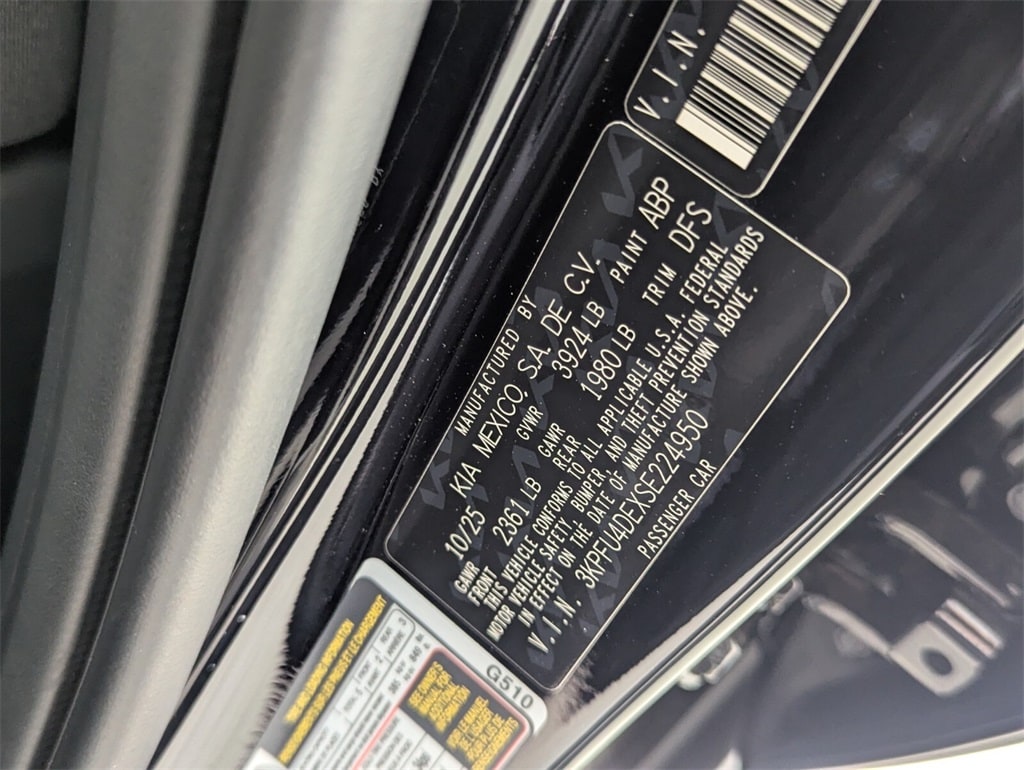 V.I.N.
MANUFACTURED BY
10/25 KIA MEXICO, S.A. DE C.V.
GVWR 3924 LB PAINT ABP
GAWR FRONT 2361 LB GAWR REAR 1980 LB TRIM DFS
THIS VEHICLE CONFORMS TO ALL APPLICABLE U.S.A. FEDERAL
MOTOR VEHICLE SAFETY BUMPER AND THEFT PREVENTION STANDARDS
IN EFFECT ON THE DATE OF MANUFACTURE SHOWN ABOVE.
V.I.N. 3KPFU4DEXSE224950
PASSENGER CAR
G510